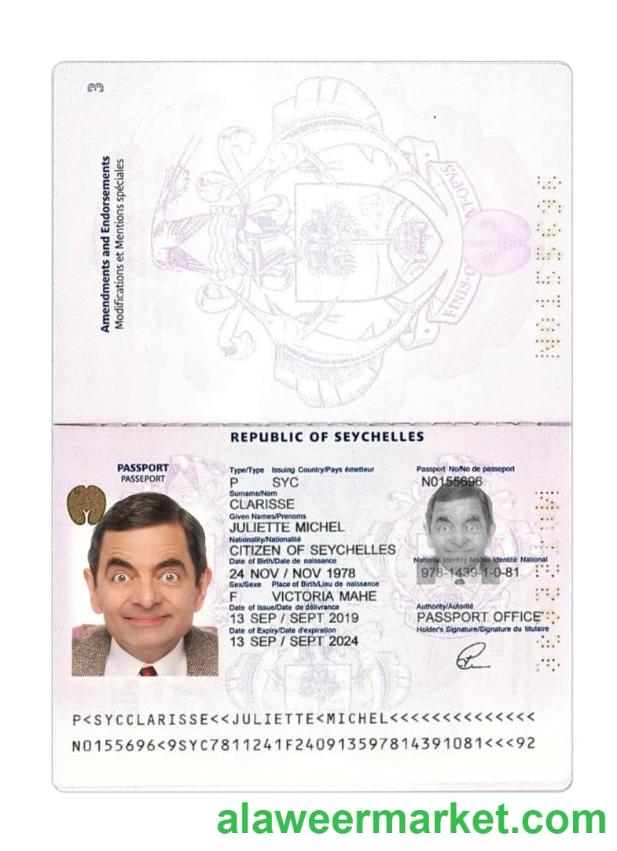 3
Amendments and Endorsements
Modifications et Mentions spéciales
N0155696
REPUBLIC OF SEYCHELLES
PASSPORT
PASSEPORT
Type/Type Issuing Country/Pays émetteur
P SYC
Passport No/No de passeport
N0155696
Surname/Nom
CLARISSE
Given Names/Prenoms
JULIETTE MICHEL
Nationality/Nationalité
CITIZEN OF SEYCHELLES
Date of Birth/Date de naissance
24 NOV / NOV 1978
National Identity No/No Identité National
978-1439-1-0-81
Sex/Sexe Place of Birth/Lieu de naissance
F VICTORIA MAHE
Date of Issue/Date de délivrance
13 SEP / SEPT 2019
Authority/Autorité
PASSPORT OFFICE
Date of Expiry/Date d'expiration
13 SEP / SEPT 2024
Holder's Signature/Signature du titulaire
P<SYCCLARISSE<<JULIETTE<MICHEL<<<<<<<<<<<<<<
N0155696<9SYC7811241F240913597814391081<<<92
alaweermarket.com